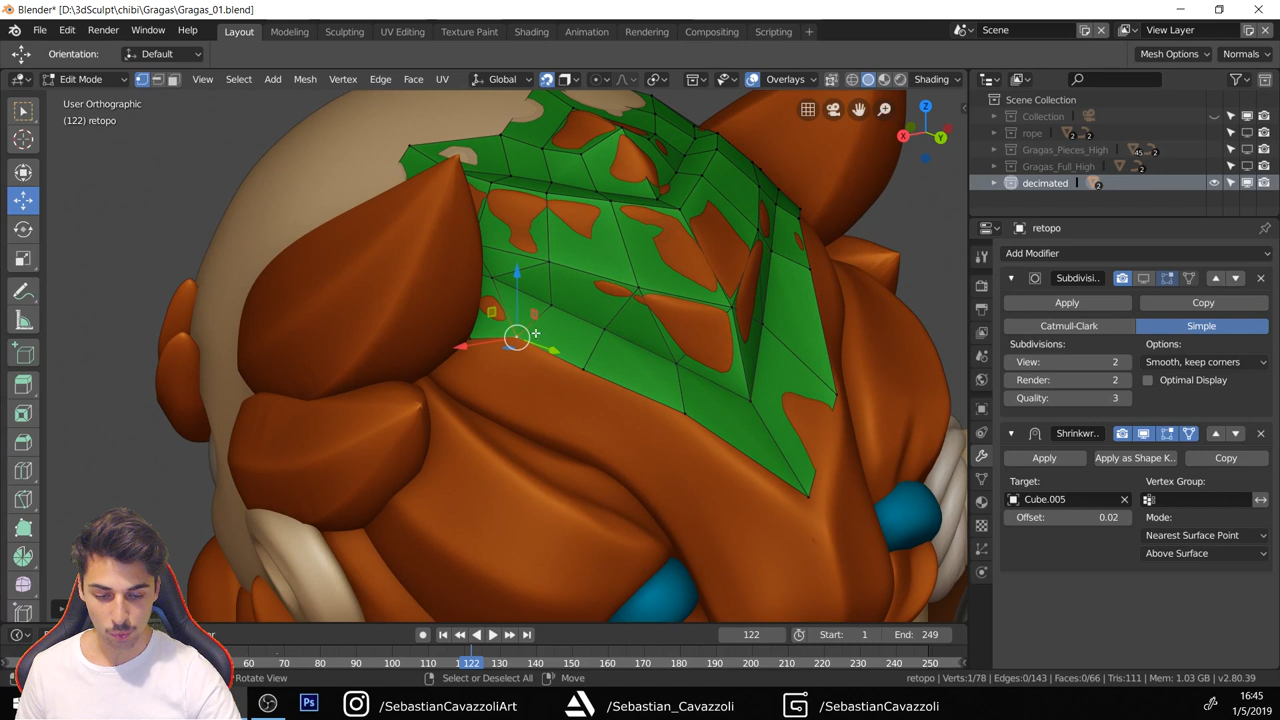 Blender* [D:\3dSculpt\chibi\Gragas\Gragas_01.blend]
File Edit Render Window Help Layout Modeling Sculpting UV Editing Texture Paint Shading Animation Rendering Compositing Scripting + Scene View Layer
Orientation: Default Mesh Options Normals
Edit Mode View Select Add Mesh Vertex Edge Face UV Global Overlays Shading
User Orthographic
(122) retopo
Z
X
Y
Scene Collection
Collection
rope 2 2
Gragas_Pieces_High 45 2
Gragas_Full_High 2
decimated 2
retopo
Add Modifier
Subdivisi..
Apply Copy
Catmull-Clark Simple
Subdivisions: Options:
View: 2 Smooth, keep corners
Render: 2 Optimal Display
Quality: 3
Shrinkwr..
Apply Apply as Shape K.. Copy
Target: Vertex Group:
Cube.005
Offset: 0.02 Mode:
Nearest Surface Point
Above Surface
122 Start: 1 End: 249
60 70 80 90 100 110 122 130 140 150 160 170 180 190 200 210 220 230 240 250
Rotate View Select or Deselect All Move retopo | Verts:1/78 | Edges:0/143 | Faces:0/66 | Tris:111 | Mem: 1.03 GB | v2.80.39
Ps /SebastianCavazzoliArt /Sebastian_Cavazzoli /SebastianCavazzoli 16:45
1/5/2019